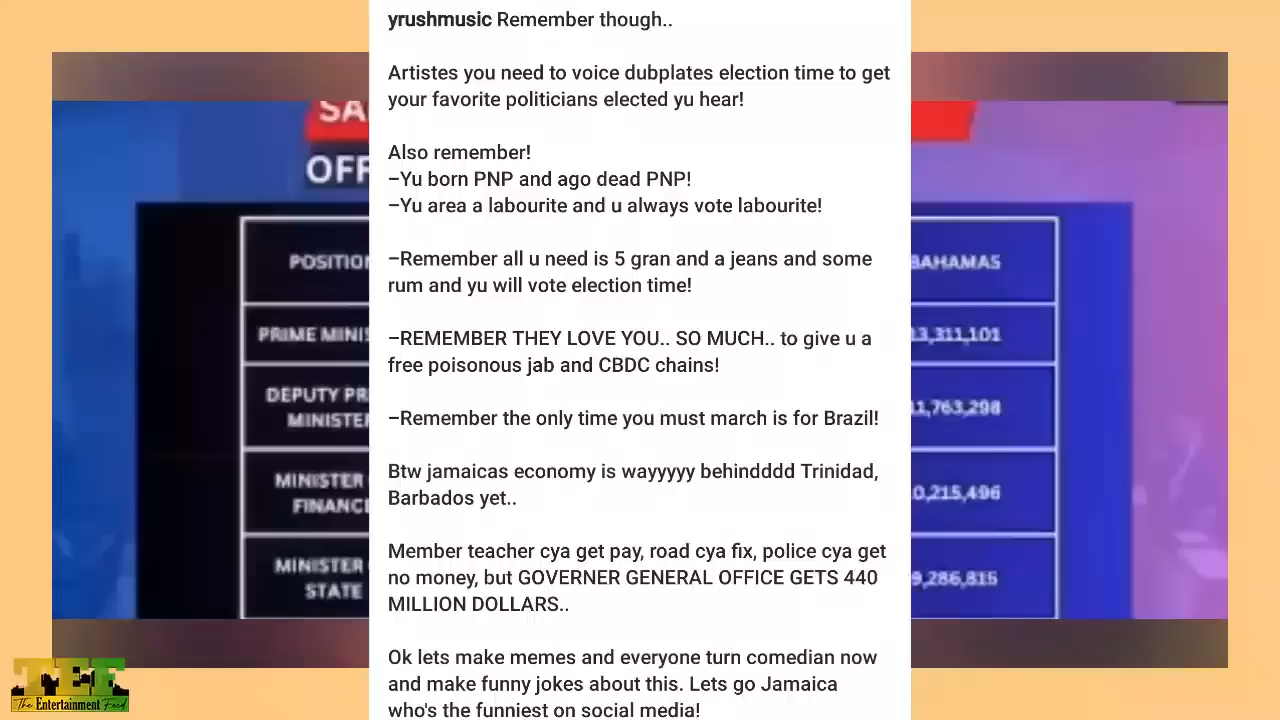 yrushmusic Remember though..
Artistes you need to voice dubplates election time to get
your favorite politicians elected yu hear!
Also remember!
–Yu born PNP and ago dead PNP!
–Yu area a labourite and u always vote labourite!
–Remember all u need is 5 gran and a jeans and some
rum and yu will vote election time!
–REMEMBER THEY LOVE YOU.. SO MUCH.. to give u a
free poisonous jab and CBDC chains!
–Remember the only time you must march is for Brazil!
Btw jamaicas economy is wayyyyy behindddd Trinidad,
Barbados yet..
Member teacher cya get pay, road cya fix, police cya get
no money, but GOVERNER GENERAL OFFICE GETS 440
MILLION DOLLARS..
Ok lets make memes and everyone turn comedian now
and make funny jokes about this. Lets go Jamaica
who's the funniest on social media!
SA
OFF
POSITION
PRIME MINIS
DEPUTY PR
MINISTER
MINISTER
FINANC
MINISTER
STATE
BAHAMAS
13,311,101
11,763,298
0,215,496
9,286,815
TEF
The Entertainment Feed